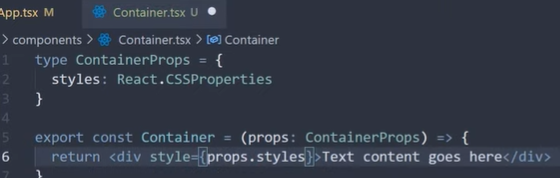 App.tsx M
Container.tsx U
> components > Container.tsx > Container
1 type ContainerProps = {
2 styles: React.CSSProperties
3 }
4
5 export const Container = (props: ContainerProps) => {
6 return <div style={props.styles}>Text content goes here</div>
7 }